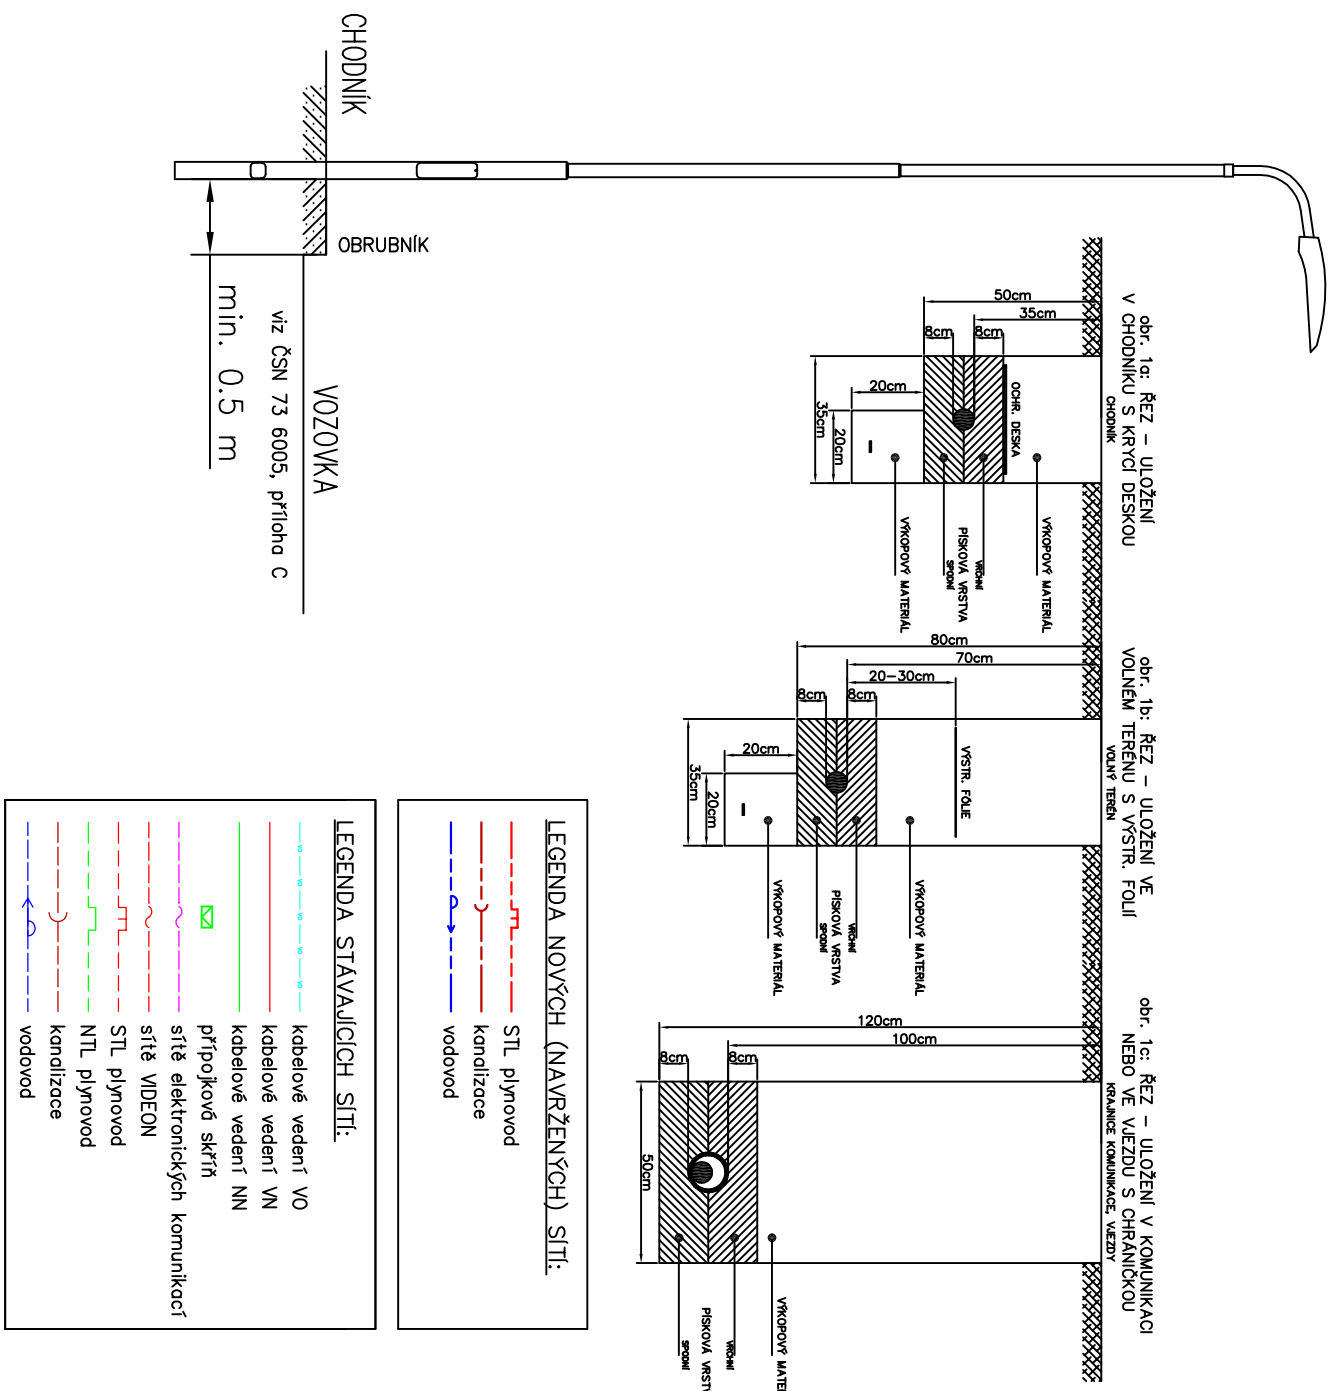 obr. 1a: ŘEZ – ULOŽENÍ
V CHODNÍKU S KRYCÍ DESKOU
CHODNÍK
50cm
35cm
8cm
8cm
OCHR. DESKA
20cm
20cm
35cm
VÝKOPOVÝ MATERIÁL
VRCHNÍ
PÍSKOVÁ VRSTVA
SPODNÍ
VÝKOPOVÝ MATERIÁL
obr. 1b: ŘEZ – ULOŽENÍ VE
VOLNÉM TERÉNU S VÝSTR. FOLIÍ
VOLNÝ TERÉN
80cm
70cm
20–30cm
8cm
8cm
VÝSTR. FÓLIE
20cm
20cm
35cm
VÝKOPOVÝ MATERIÁL
VRCHNÍ
PÍSKOVÁ VRSTVA
SPODNÍ
VÝKOPOVÝ MATERIÁL
obr. 1c: ŘEZ – ULOŽENÍ V KOMUNIKACI
NEBO VE VJEZDU S CHRÁNIČKOU
KRAJNICE KOMUNIKACE, VJEZDY
120cm
100cm
8cm
8cm
50cm
VÝKOPOVÝ MATER
VRCHNÍ
PÍSKOVÁ VRSTV
SPODNÍ
CHODNÍK
OBRUBNÍK
VOZOVKA
viz ČSN 73 6005, příloha C
min. 0.5 m
LEGENDA NOVÝCH (NAVRŽENÝCH) SÍTÍ:
STL plynovod
kanalizace
vodovod
LEGENDA STÁVAJÍCÍCH SÍTÍ:
kabelové vedení VO
kabelové vedení VN
kabelové vedení NN
přípojková skříň
sítě elektronických komunikací
sítě VIDEON
STL plynovod
NTL plynovod
kanalizace
vodovod